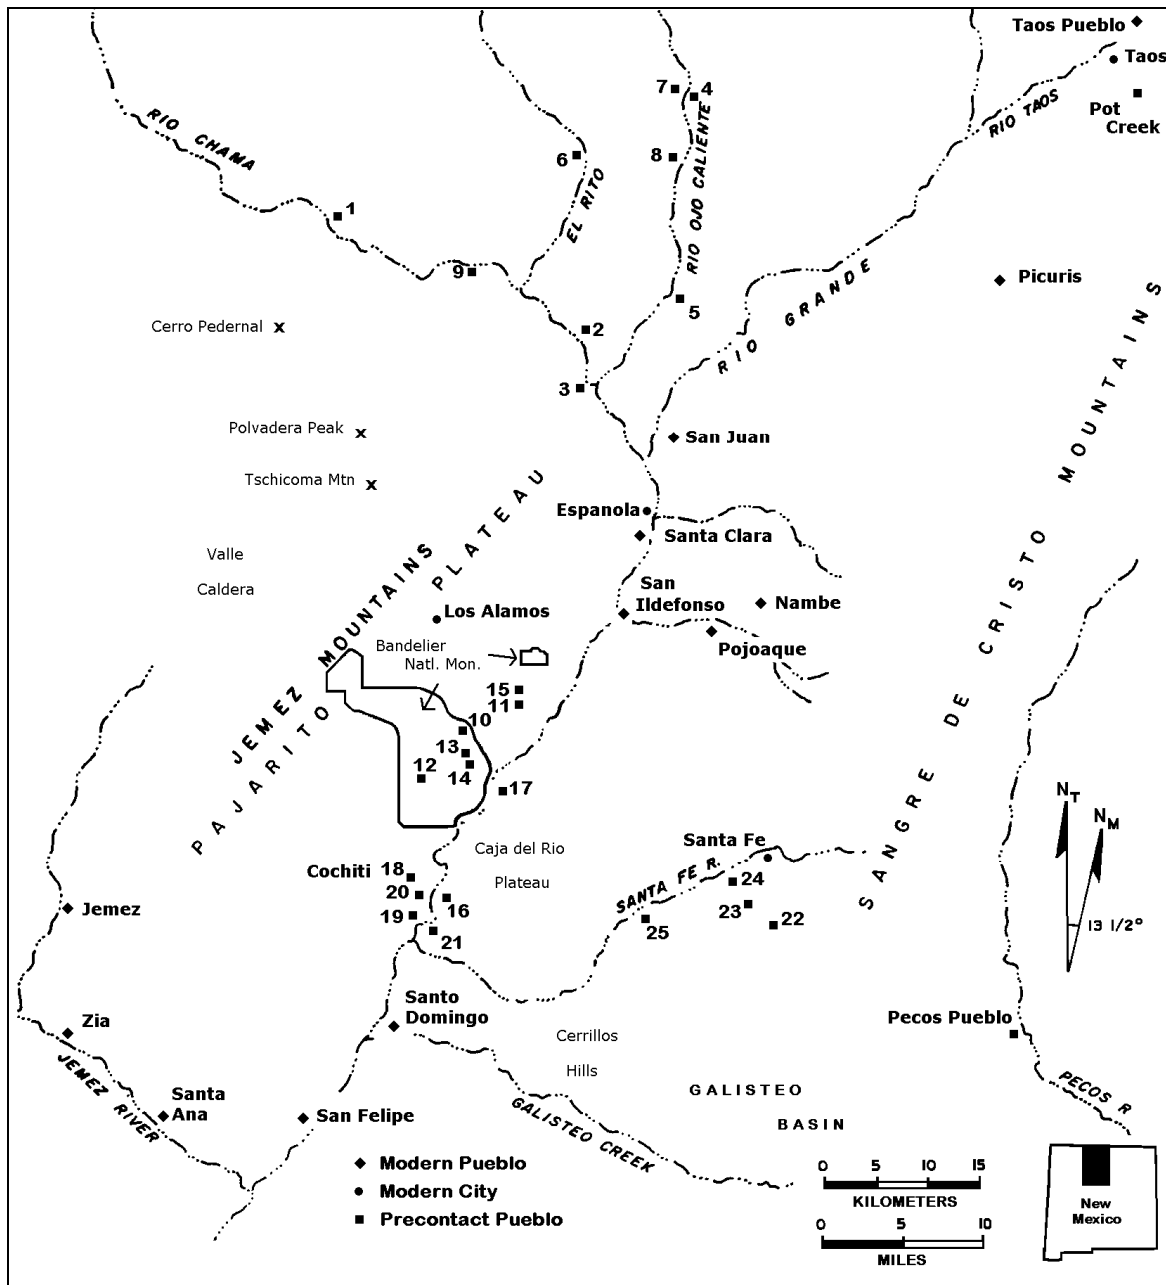 Taos Pueblo
Taos
Pot
Creek
RIO TAOS
7
4
RIO CHAMA
6
8
RIO OJO CALIENTE
EL RITO
1
9
5
RIO GRANDE
Picuris
Cerro Pedernal x
2
3
SANGRE DE CRISTO MOUNTAINS
Polvadera Peak x
San Juan
Tschicoma Mtn x
Espanola
Santa Clara
Valle
Caldera
JEMEZ MOUNTAINS
PAJARITO PLATEAU
San
Ildefonso
Nambe
Pojoaque
Los Alamos
Bandelier
Natl. Mon.
15
11
10
13
12
14
17
NT
NM
13 1/2°
Caja del Rio
Plateau
Santa Fe
SANTA FE R.
Cochiti
18
20
19
16
21
24
23
22
25
Jemez
Santo
Domingo
Zia
Cerrillos
Hills
Pecos Pueblo
JEMEZ RIVER
Santa
Ana
San Felipe
GALISTEO CREEK
GALISTEO
BASIN
PECOS R
Modern Pueblo
Modern City
Precontact Pueblo
0 5 10 15
KILOMETERS
0 5 10
MILES
New
Mexico